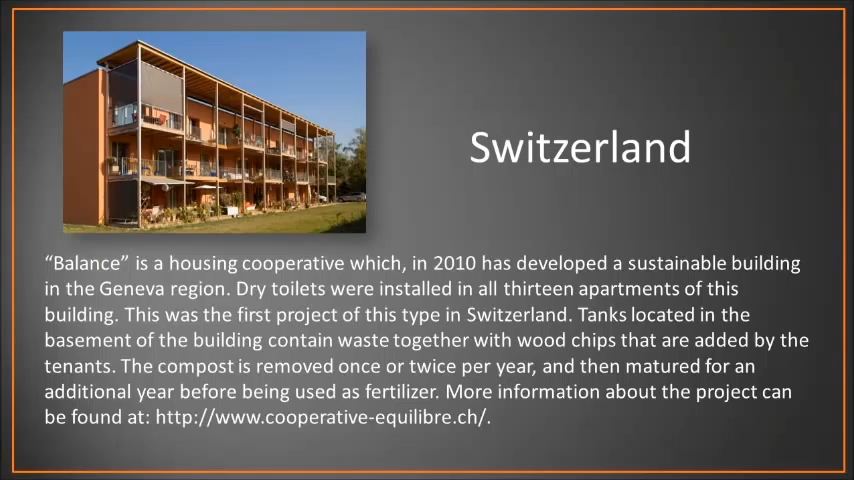 Switzerland
“Balance” is a housing cooperative which, in 2010 has developed a sustainable building
in the Geneva region. Dry toilets were installed in all thirteen apartments of this
building. This was the first project of this type in Switzerland. Tanks located in the
basement of the building contain waste together with wood chips that are added by the
tenants. The compost is removed once or twice per year, and then matured for an
additional year before being used as fertilizer. More information about the project can
be found at: http://www.cooperative-equilibre.ch/.